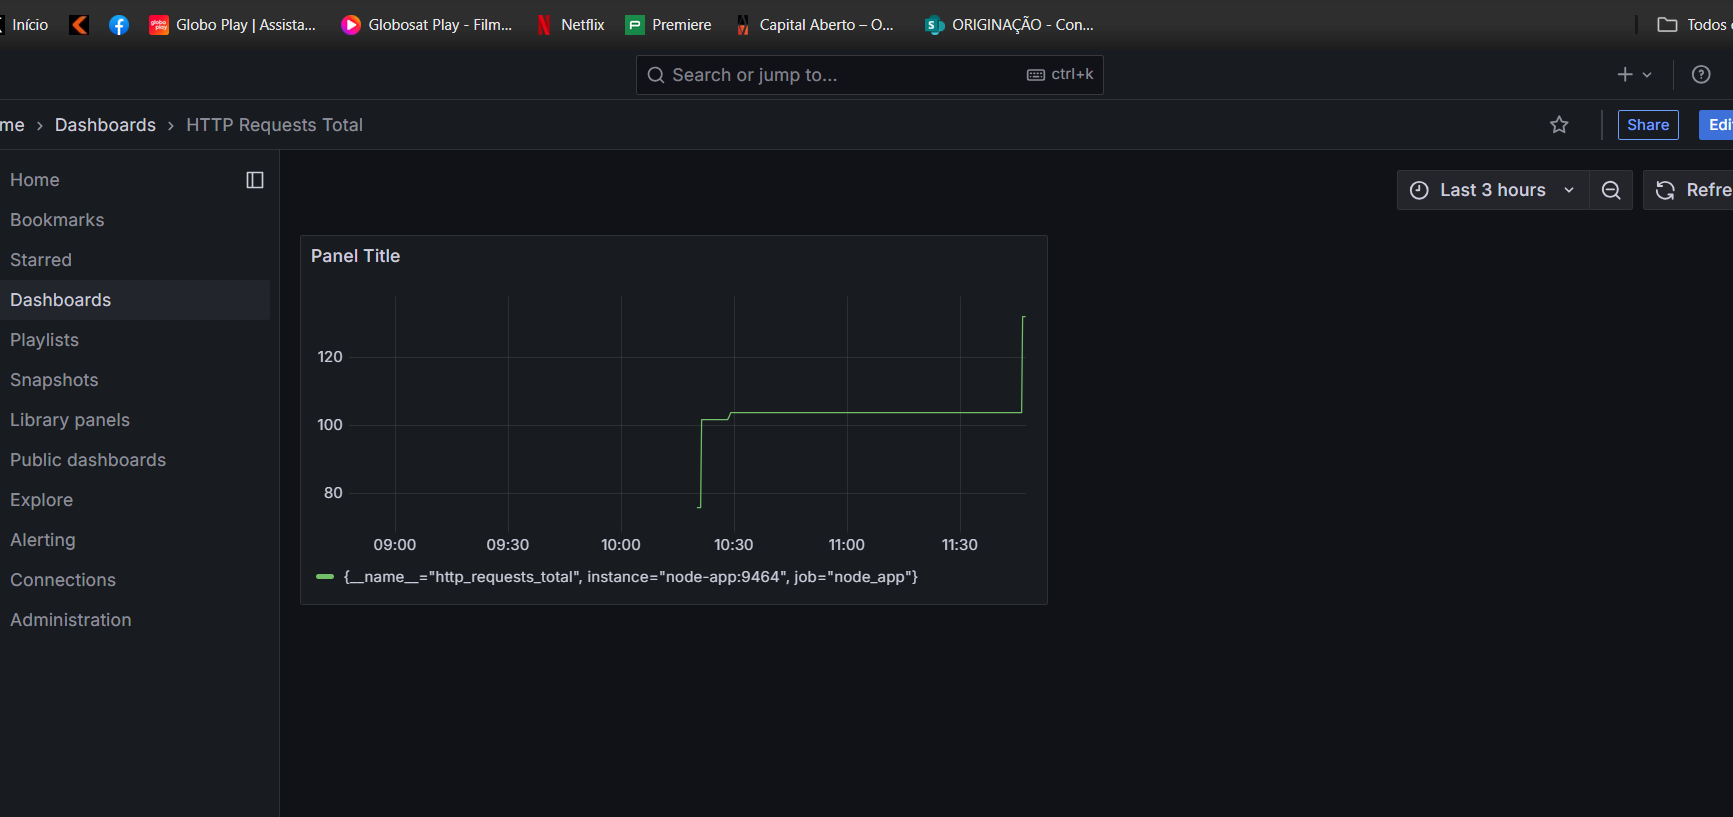 Início
Globo Play | Assista...
Globosat Play - Film...
Netflix
Premiere
Capital Aberto – O...
ORIGINAÇÃO - Con...
Todos
Search or jump to...
ctrl+k
me › Dashboards › HTTP Requests Total
Share
Edi
Home
Bookmarks
Starred
Dashboards
Playlists
Snapshots
Library panels
Public dashboards
Explore
Alerting
Connections
Administration
Last 3 hours
Refre
Panel Title
120
100
80
09:00 09:30 10:00 10:30 11:00 11:30
{__name__="http_requests_total", instance="node-app:9464", job="node_app"}